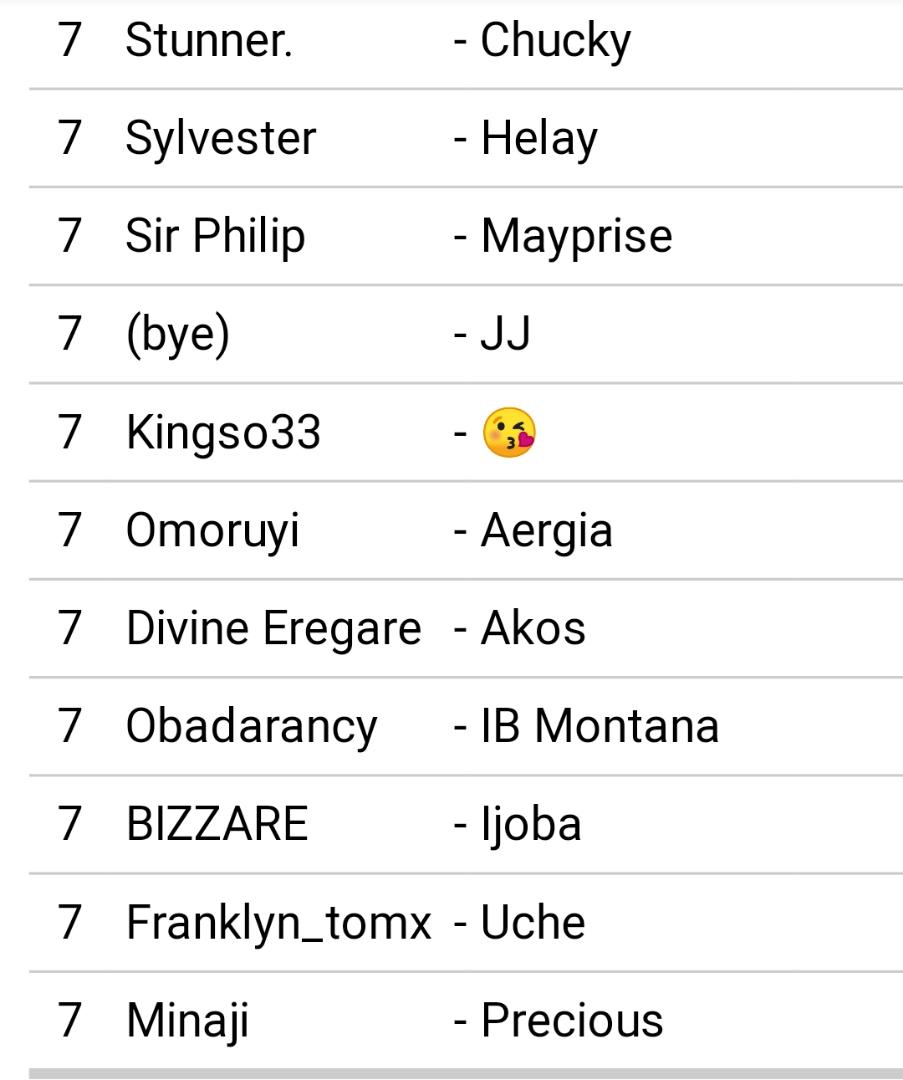 7 Stunner. - Chucky
7 Sylvester - Helay
7 Sir Philip - Mayprise
7 (bye) - JJ
7 Kingso33 - 😘
7 Omoruyi - Aergia
7 Divine Eregare - Akos
7 Obadarancy - IB Montana
7 BIZZARE - Ijoba
7 Franklyn_tomx - Uche
7 Minaji - Precious